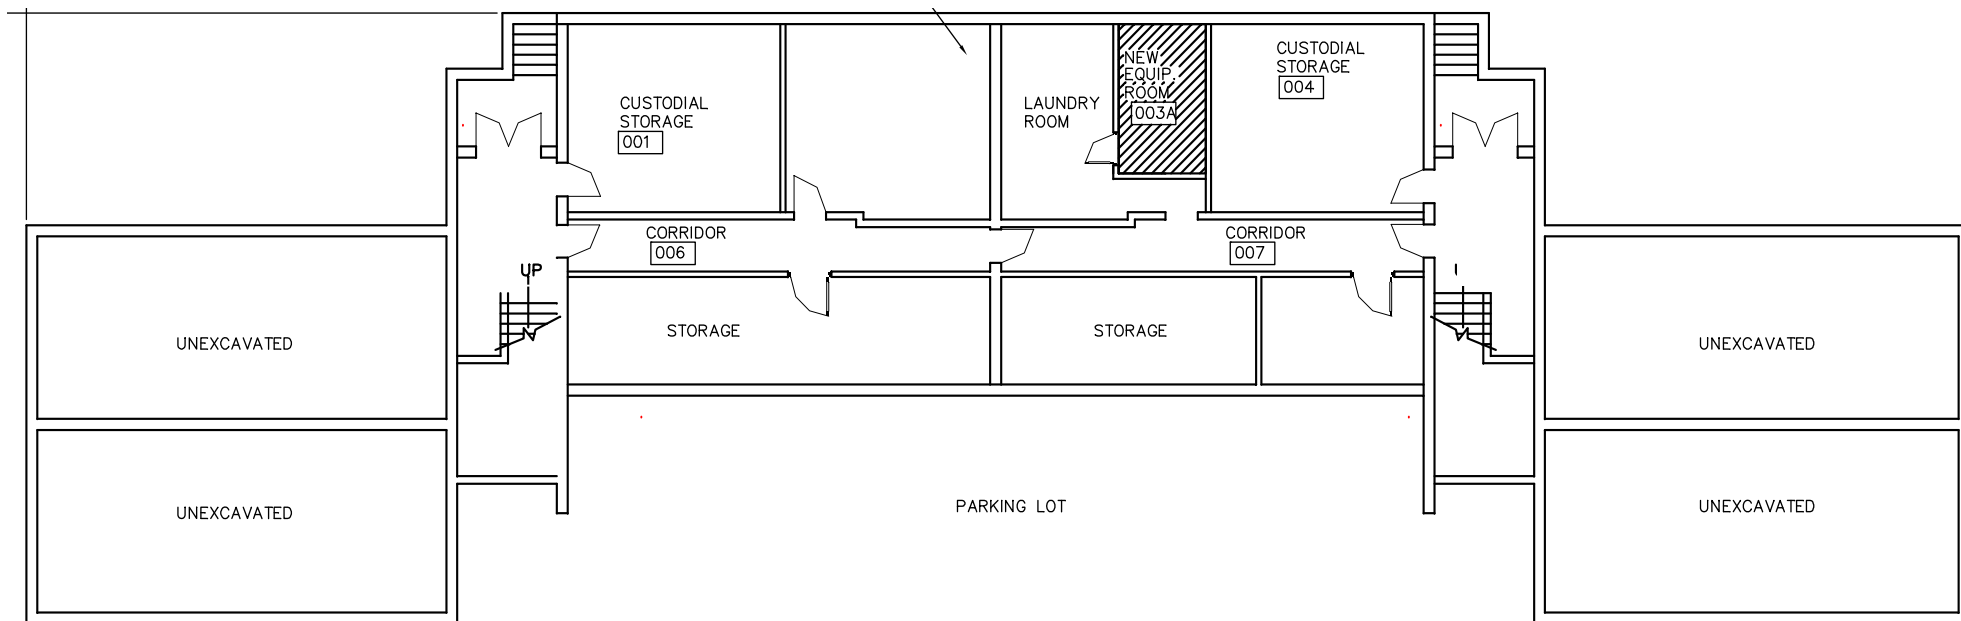 CUSTODIAL
STORAGE
001
LAUNDRY
ROOM
NEW
EQUIP.
ROOM
003A
CUSTODIAL
STORAGE
004
CORRIDOR
006
CORRIDOR
007
UP
UNEXCAVATED
STORAGE
STORAGE
UNEXCAVATED
UNEXCAVATED
PARKING LOT
UNEXCAVATED